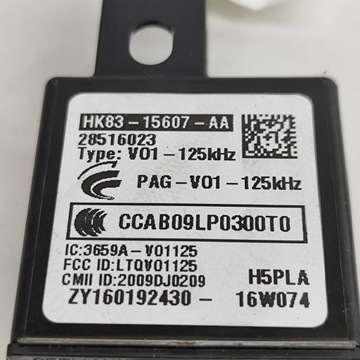 HK83-15607-AA
28516023
Type: V01-125kHz
PAG-V01-125kHz
CCAB09LP0300T0
IC:3659A-V01125
FCC ID:LTQV01125
CMII ID:2009DJ0209
H5PLA
ZY160192430- 16W074